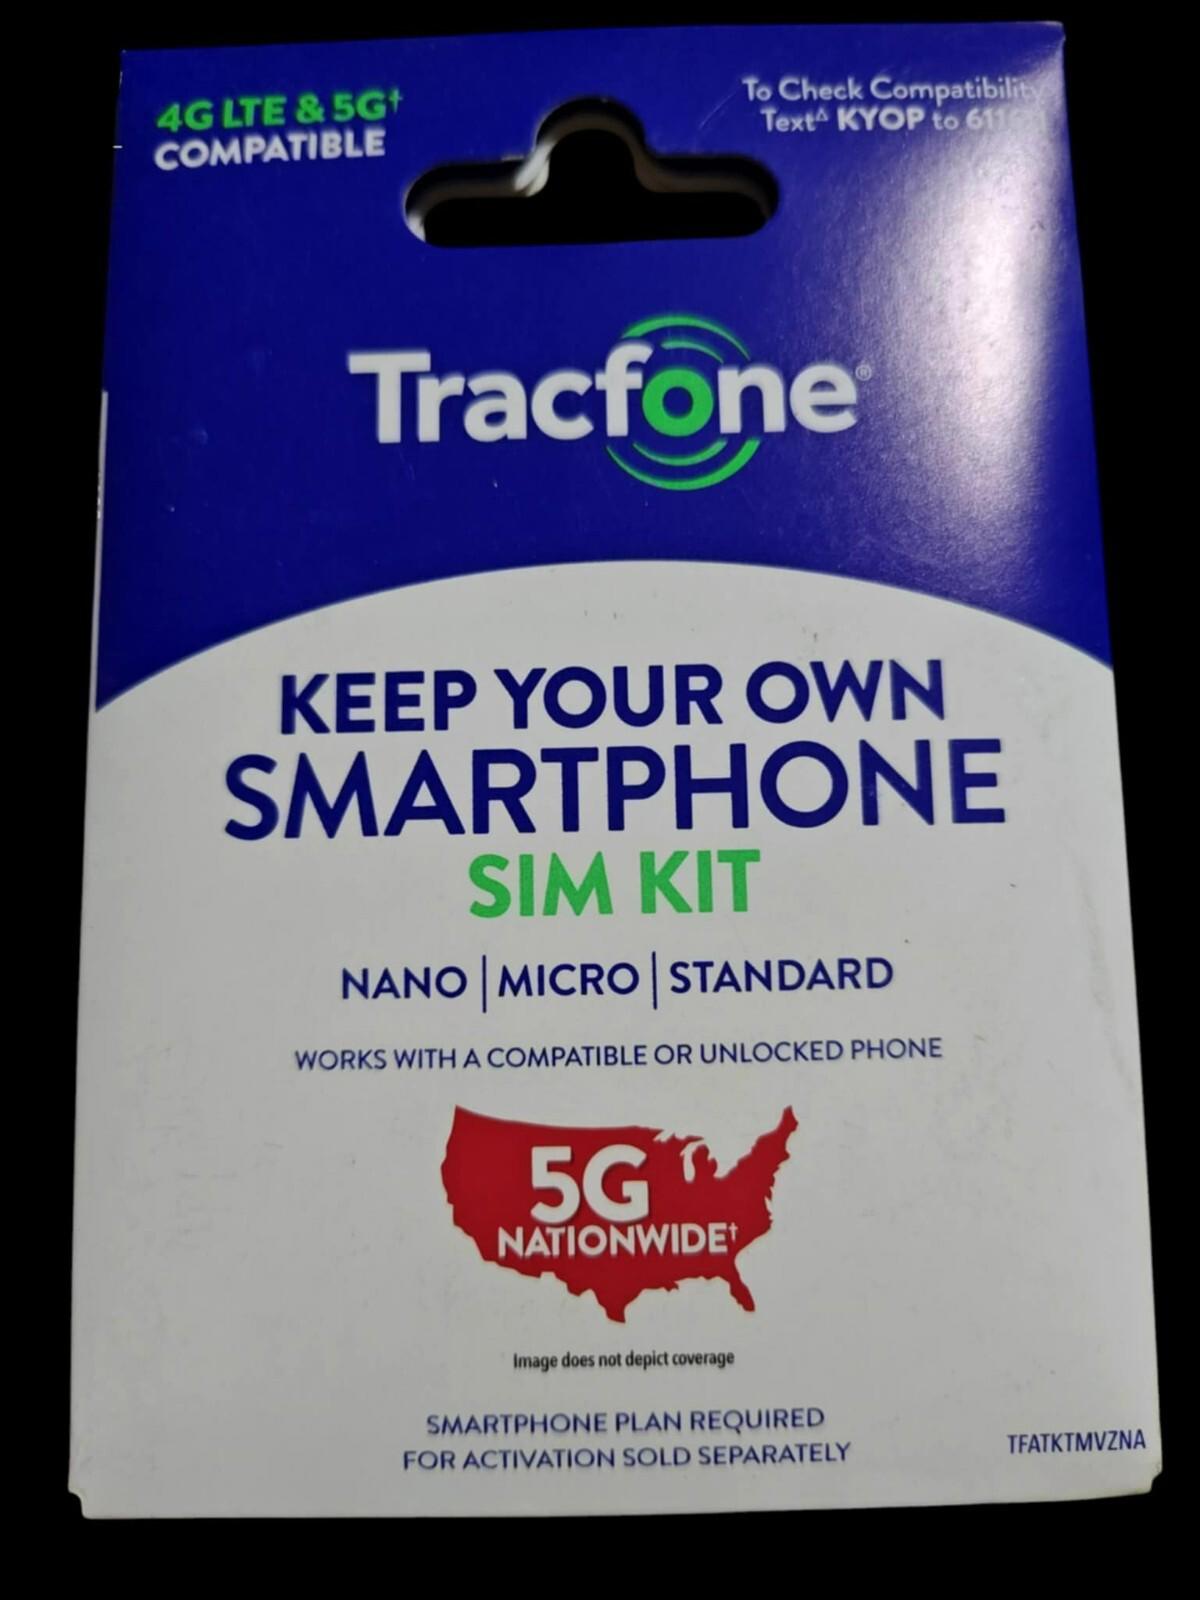 4G LTE & 5G†
COMPATIBLE
To Check Compatibility
Text∆ KYOP to
Tracfone®
KEEP YOUR OWN
SMARTPHONE
SIM KIT
NANO | MICRO | STANDARD
WORKS WITH A COMPATIBLE OR UNLOCKED PHONE
5G
NATIONWIDE†
Image does not depict coverage
SMARTPHONE PLAN REQUIRED
FOR ACTIVATION SOLD SEPARATELY
TFATKTMVZNA